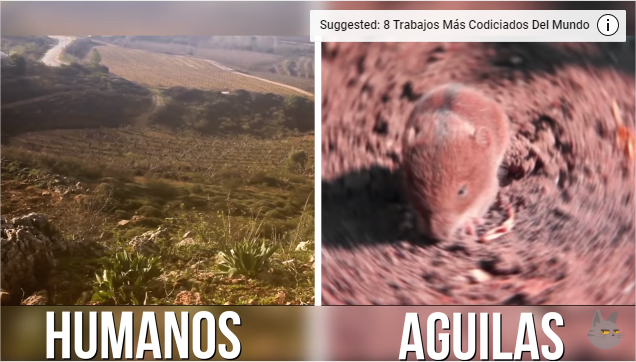 Suggested: 8 Trabajos Más Codiciados Del Mundo
HUMANOS
AGUILAS